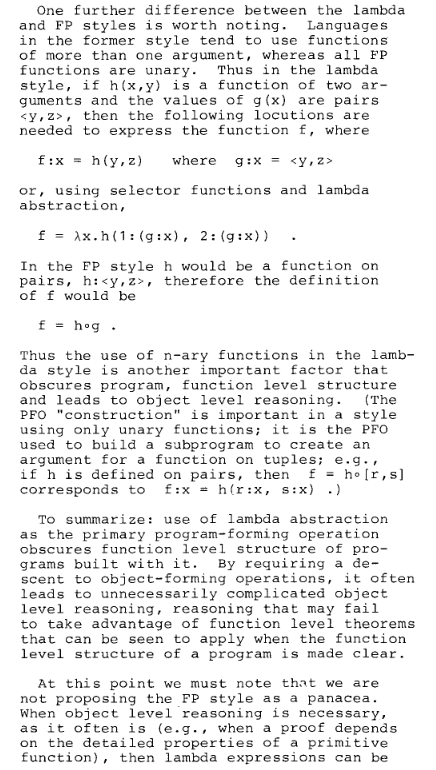 One further difference between the lambda
and FP styles is worth noting. Languages
in the former style tend to use functions
of more than one argument, whereas all FP
functions are unary. Thus in the lambda
style, if h(x,y) is a function of two ar-
guments and the values of g(x) are pairs
<y,z>, then the following locutions are
needed to express the function f, where
f:x = h(y,z) where g:x = <y,z>
or, using selector functions and lambda
abstraction,
f = λx.h(1:(g:x), 2:(g:x)) .
In the FP style h would be a function on
pairs, h:<y,z>, therefore the definition
of f would be
f = h∘g .
Thus the use of n-ary functions in the lamb-
da style is another important factor that
obscures program, function level structure
and leads to object level reasoning. (The
PFO "construction" is important in a style
using only unary functions; it is the PFO
used to build a subprogram to create an
argument for a function on tuples; e.g.,
if h is defined on pairs, then f = h∘[r,s]
corresponds to f:x = h(r:x, s:x) .)
To summarize: use of lambda abstraction
as the primary program-forming operation
obscures function level structure of pro-
grams built with it. By requiring a de-
scent to object-forming operations, it often
leads to unnecessarily complicated object
level reasoning, reasoning that may fail
to take advantage of function level theorems
that can be seen to apply when the function
level structure of a program is made clear.
At this point we must note that we are
not proposing the FP style as a panacea.
When object level reasoning is necessary,
as it often is (e.g., when a proof depends
on the detailed properties of a primitive
function), then lambda expressions can be